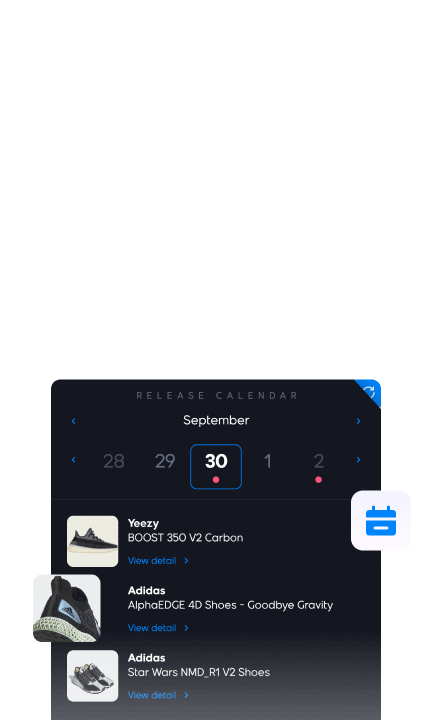 RELEASE CALENDAR
September
28 29 30 1 2
Yeezy
BOOST 350 V2 Carbon
View detail
Adidas
AlphaEDGE 4D Shoes - Goodbye Gravity
View detail
Adidas
Star Wars NMD_R1 V2 Shoes
View detail